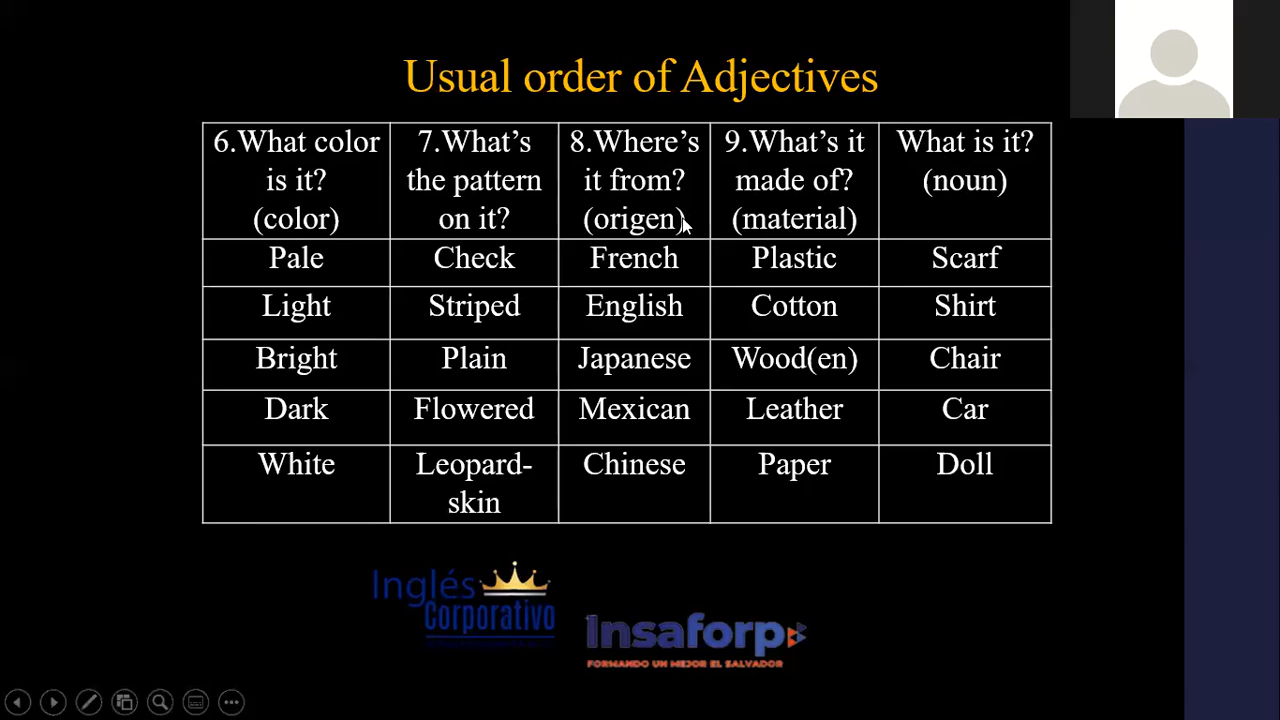 Usual order of Adjectives
6.What color is it? (color) 7.What's the pattern on it? 8.Where's it from? (origen) 9.What's it made of? (material) What is it? (noun)
Pale Check French Plastic Scarf
Light Striped English Cotton Shirt
Bright Plain Japanese Wood(en) Chair
Dark Flowered Mexican Leather Car
White Leopard-skin Chinese Paper Doll
Inglés
Corporativo
Insaforp
FORMANDO UN MEJOR EL SALVADOR